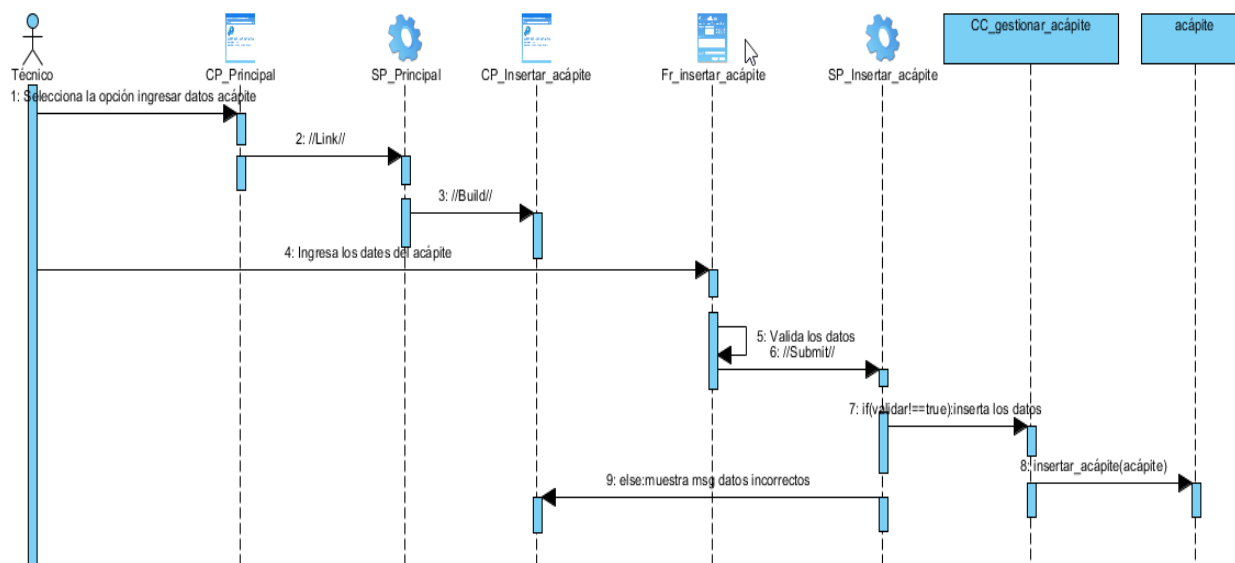 CC_gestionar_acápite
acápite
Técnico
CP_Principal
SP_Principal
CP_Insertar_acápite
Fr_insertar_acápite
SP_Insertar_acápite
1: Selecciona la opción ingresar datos acápite
2: //Link//
3: //Build//
4: Ingresa los dates del acápite
5: Valida los datos
6: //Submit//
7: if(validar!==true):inserta los datos
8: insertar_acápite(acápite)
9: else:muestra msg datos incorrectos